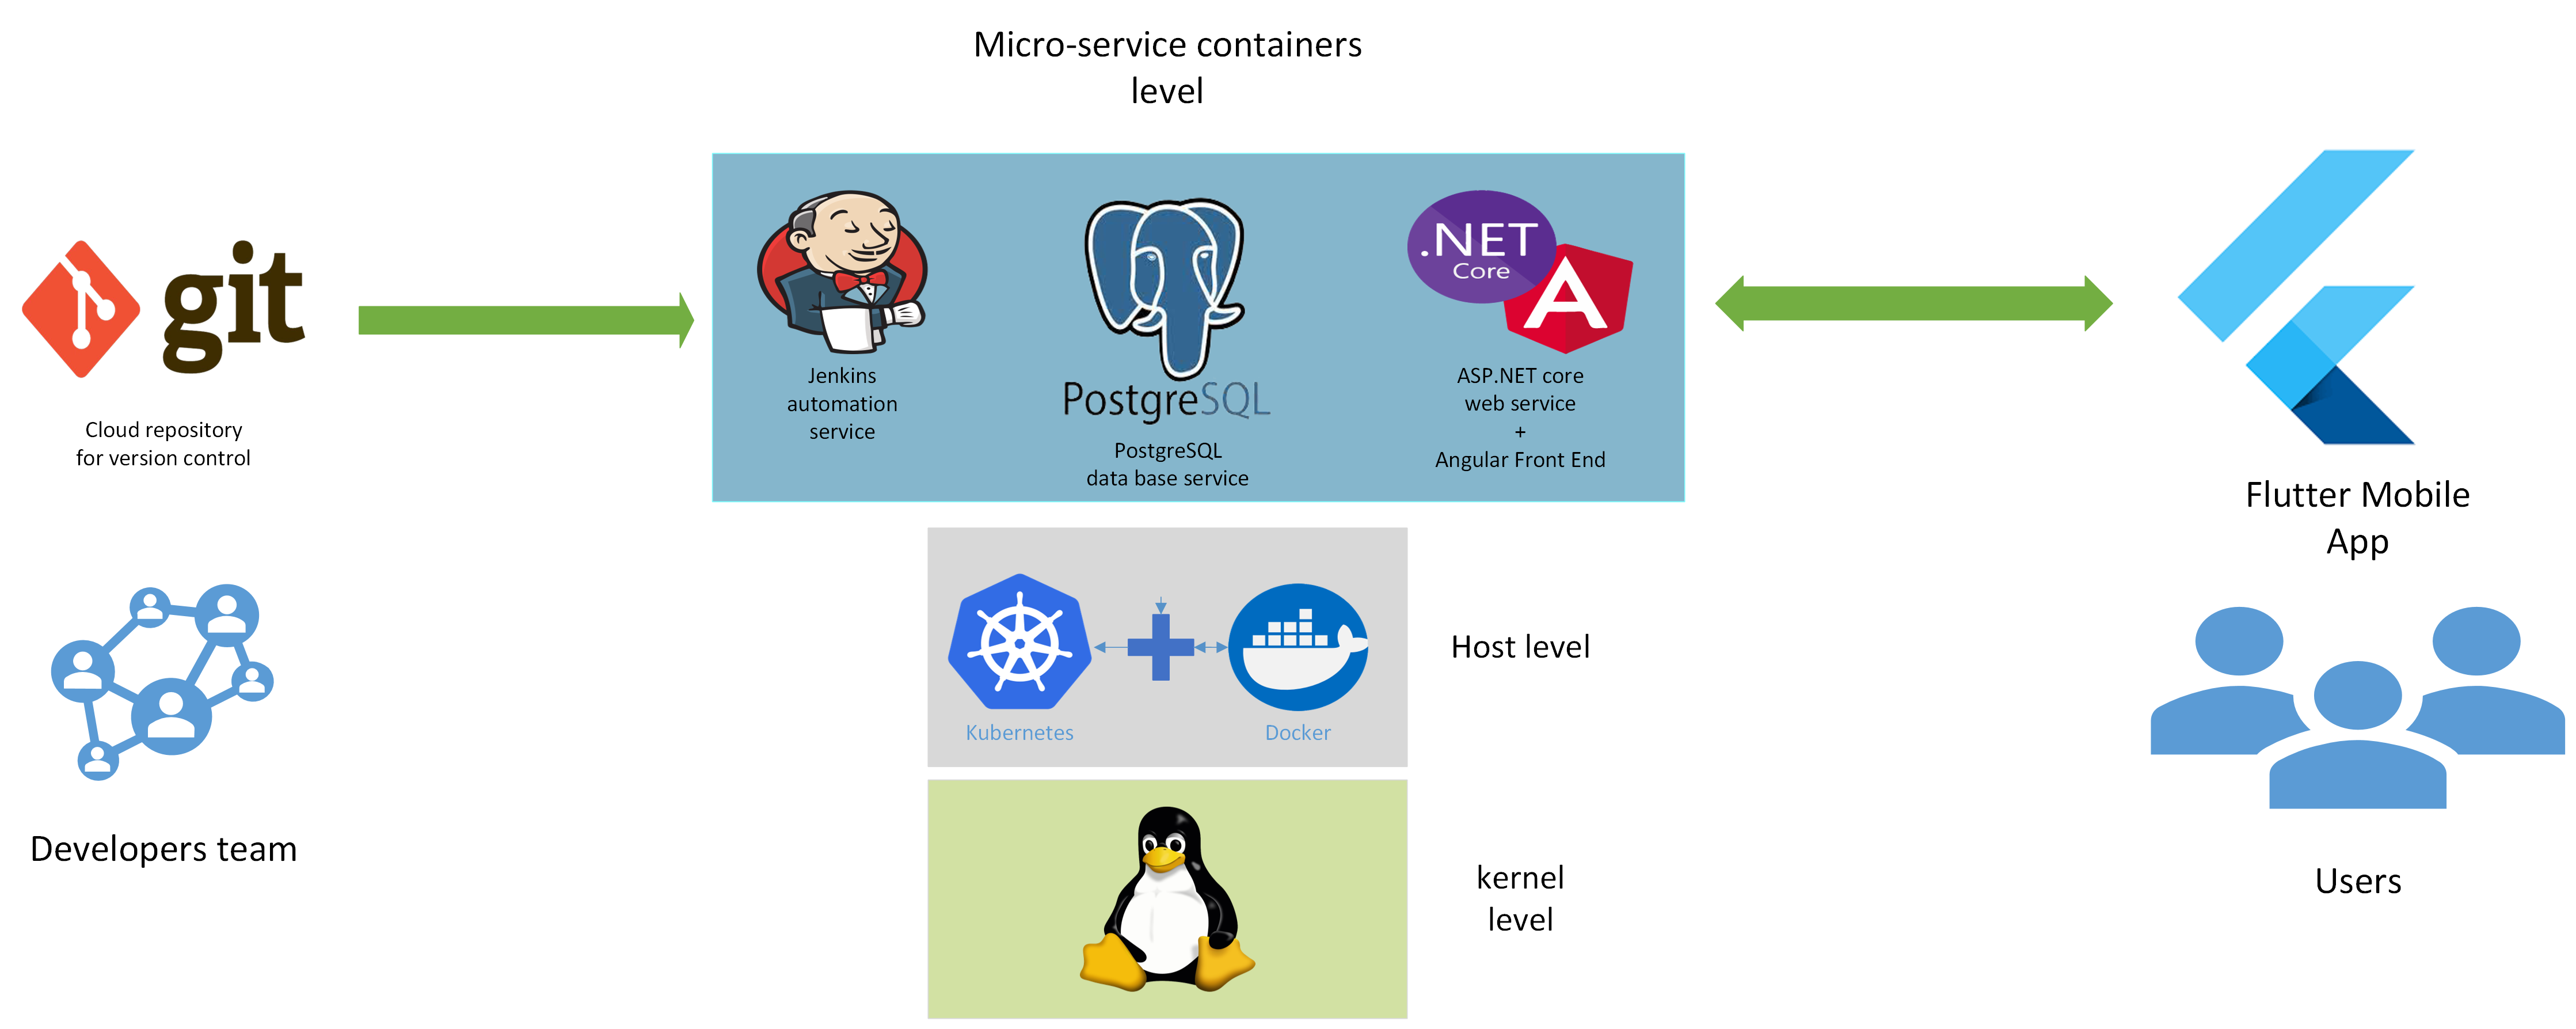 Micro-service containers
level
git
Cloud repository
for version control
Developers team
Jenkins
automation
service
PostgreSQL
PostgreSQL
data base service
.NET
Core
A
ASP.NET core
web service
+
Angular Front End
Kubernetes
Docker
Host level
kernel
level
Flutter Mobile
App
Users